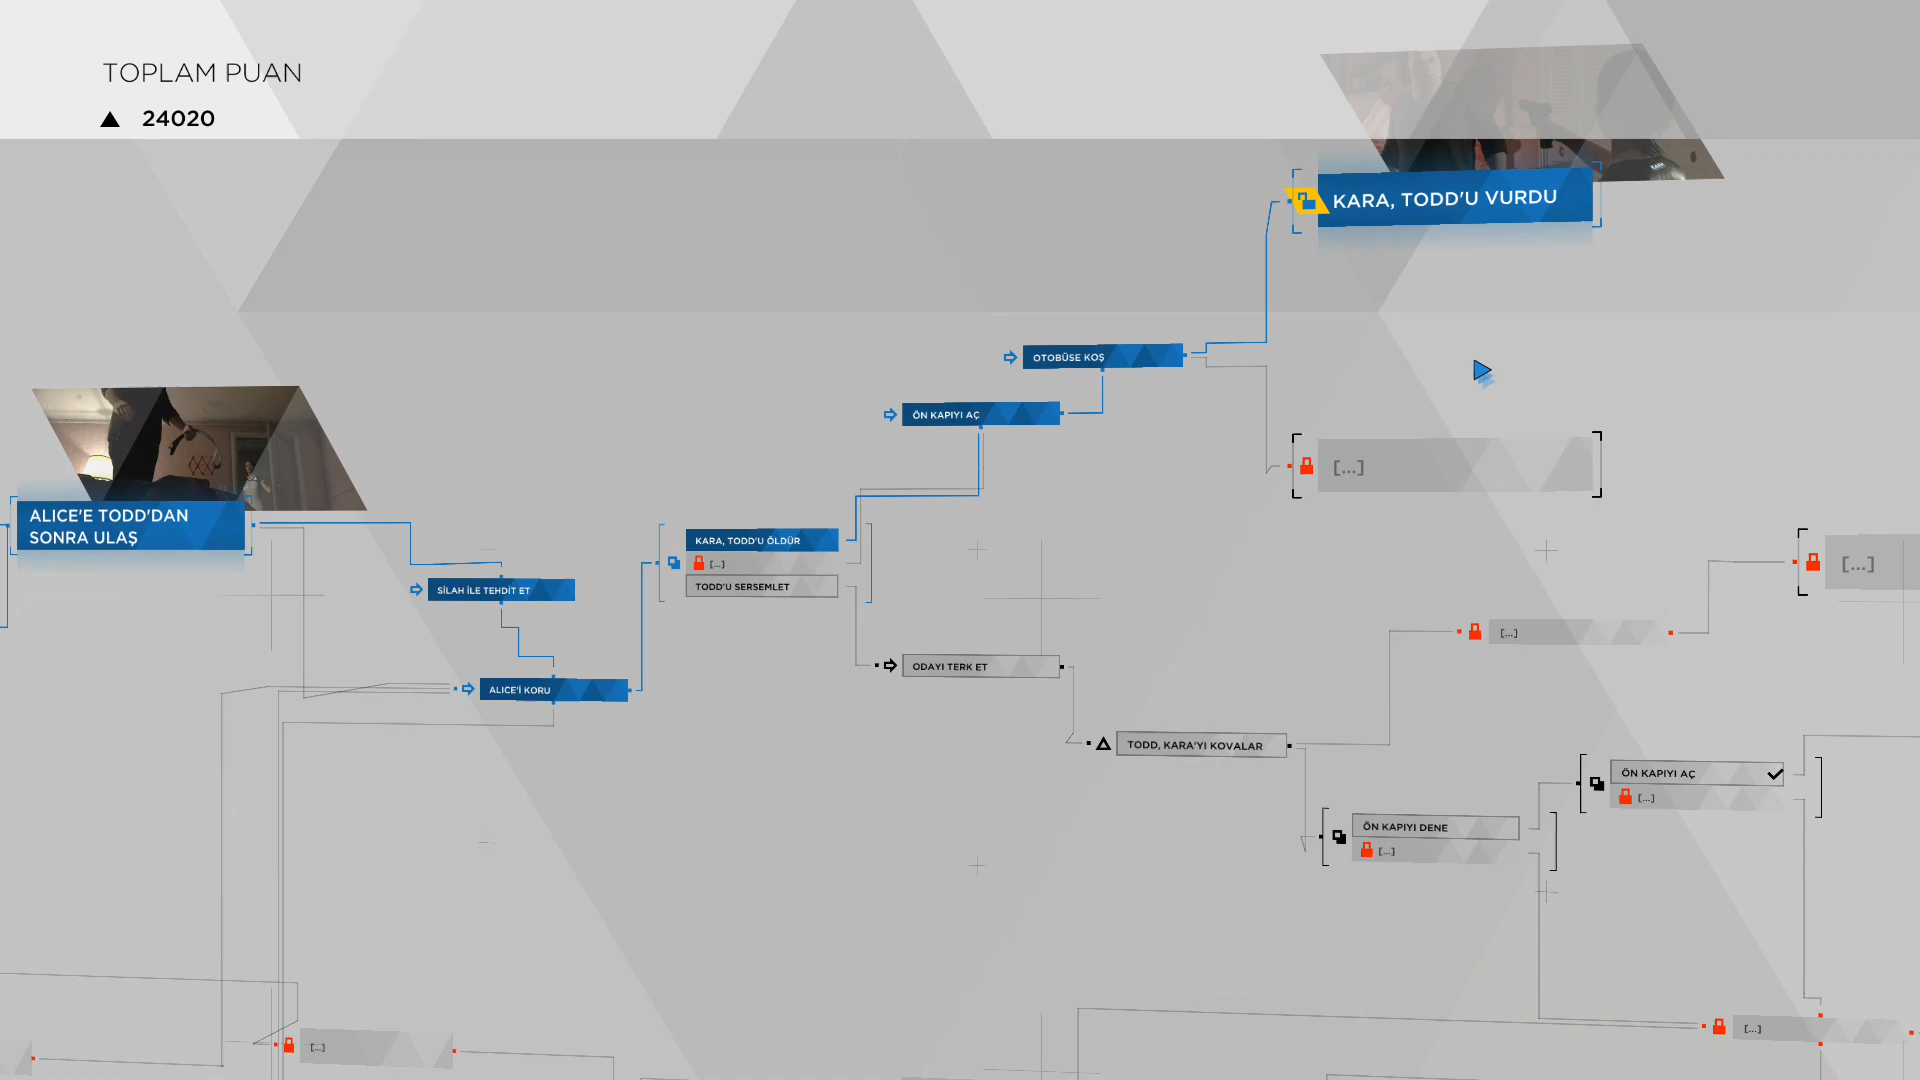 TOPLAM PUAN
24020
KARA, TODD'U VURDU
OTOBÜSE KOŞ
ÖN KAPIYI AÇ
[...]
ALICE'E TODD'DAN
SONRA ULAŞ
KARA, TODD'U ÖLDÜR
[...]
TODD'U SERSEMLET
SİLAH İLE TEHDİT ET
[...]
[...]
ODAYI TERK ET
ALICE'İ KORU
TODD, KARA'YI KOVALAR
ÖN KAPIYI AÇ
[...]
ÖN KAPIYI DENE
[...]
[...]
[...]